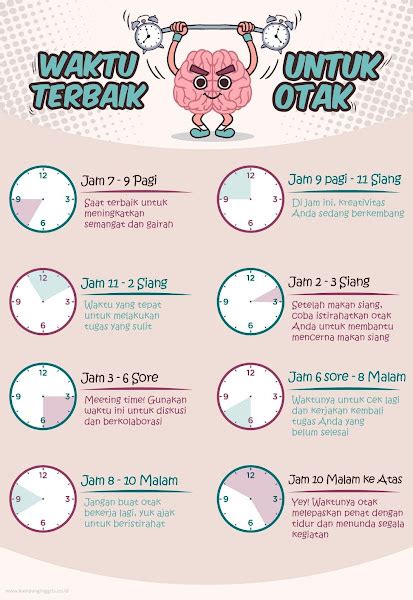 WAKTU
TERBAIK
UNTUK
OTAK
12
3
6
9
Jam 7 - 9 Pagi
Saat terbaik untuk
meningkatkan
semangat dan gairah
12
3
6
9
Jam 9 pagi - 11 Siang
Di jam ini, kreativitas
Anda sedang berkembang
12
3
6
9
Jam 11 - 2 Siang
Waktu yang tepat
untuk melakukan
tugas yang sulit
12
3
6
9
Jam 2 - 3 Siang
Setelah makan siang,
coba istirahatkan otak
Anda untuk membantu
mencerna makan siang
12
3
6
9
Jam 3 - 6 Sore
Meeting time! Gunakan
waktu ini untuk diskusi
dan berkolaborasi
12
3
6
9
Jam 6 sore - 8 Malam
Waktunya untuk cek lagi
dan kerjakan kembali
tugas Anda yang
belum selesai
12
3
6
9
Jam 8 - 10 Malam
Jangan buat otak
bekerja lagi, yuk ajak
untuk beristirahat
12
3
6
9
Jam 10 Malam ke Atas
Yey! Waktunya otak
melepaskan penat dengan
tidur dan menunda segala
kegiatan
www.kampunginggris.co.id